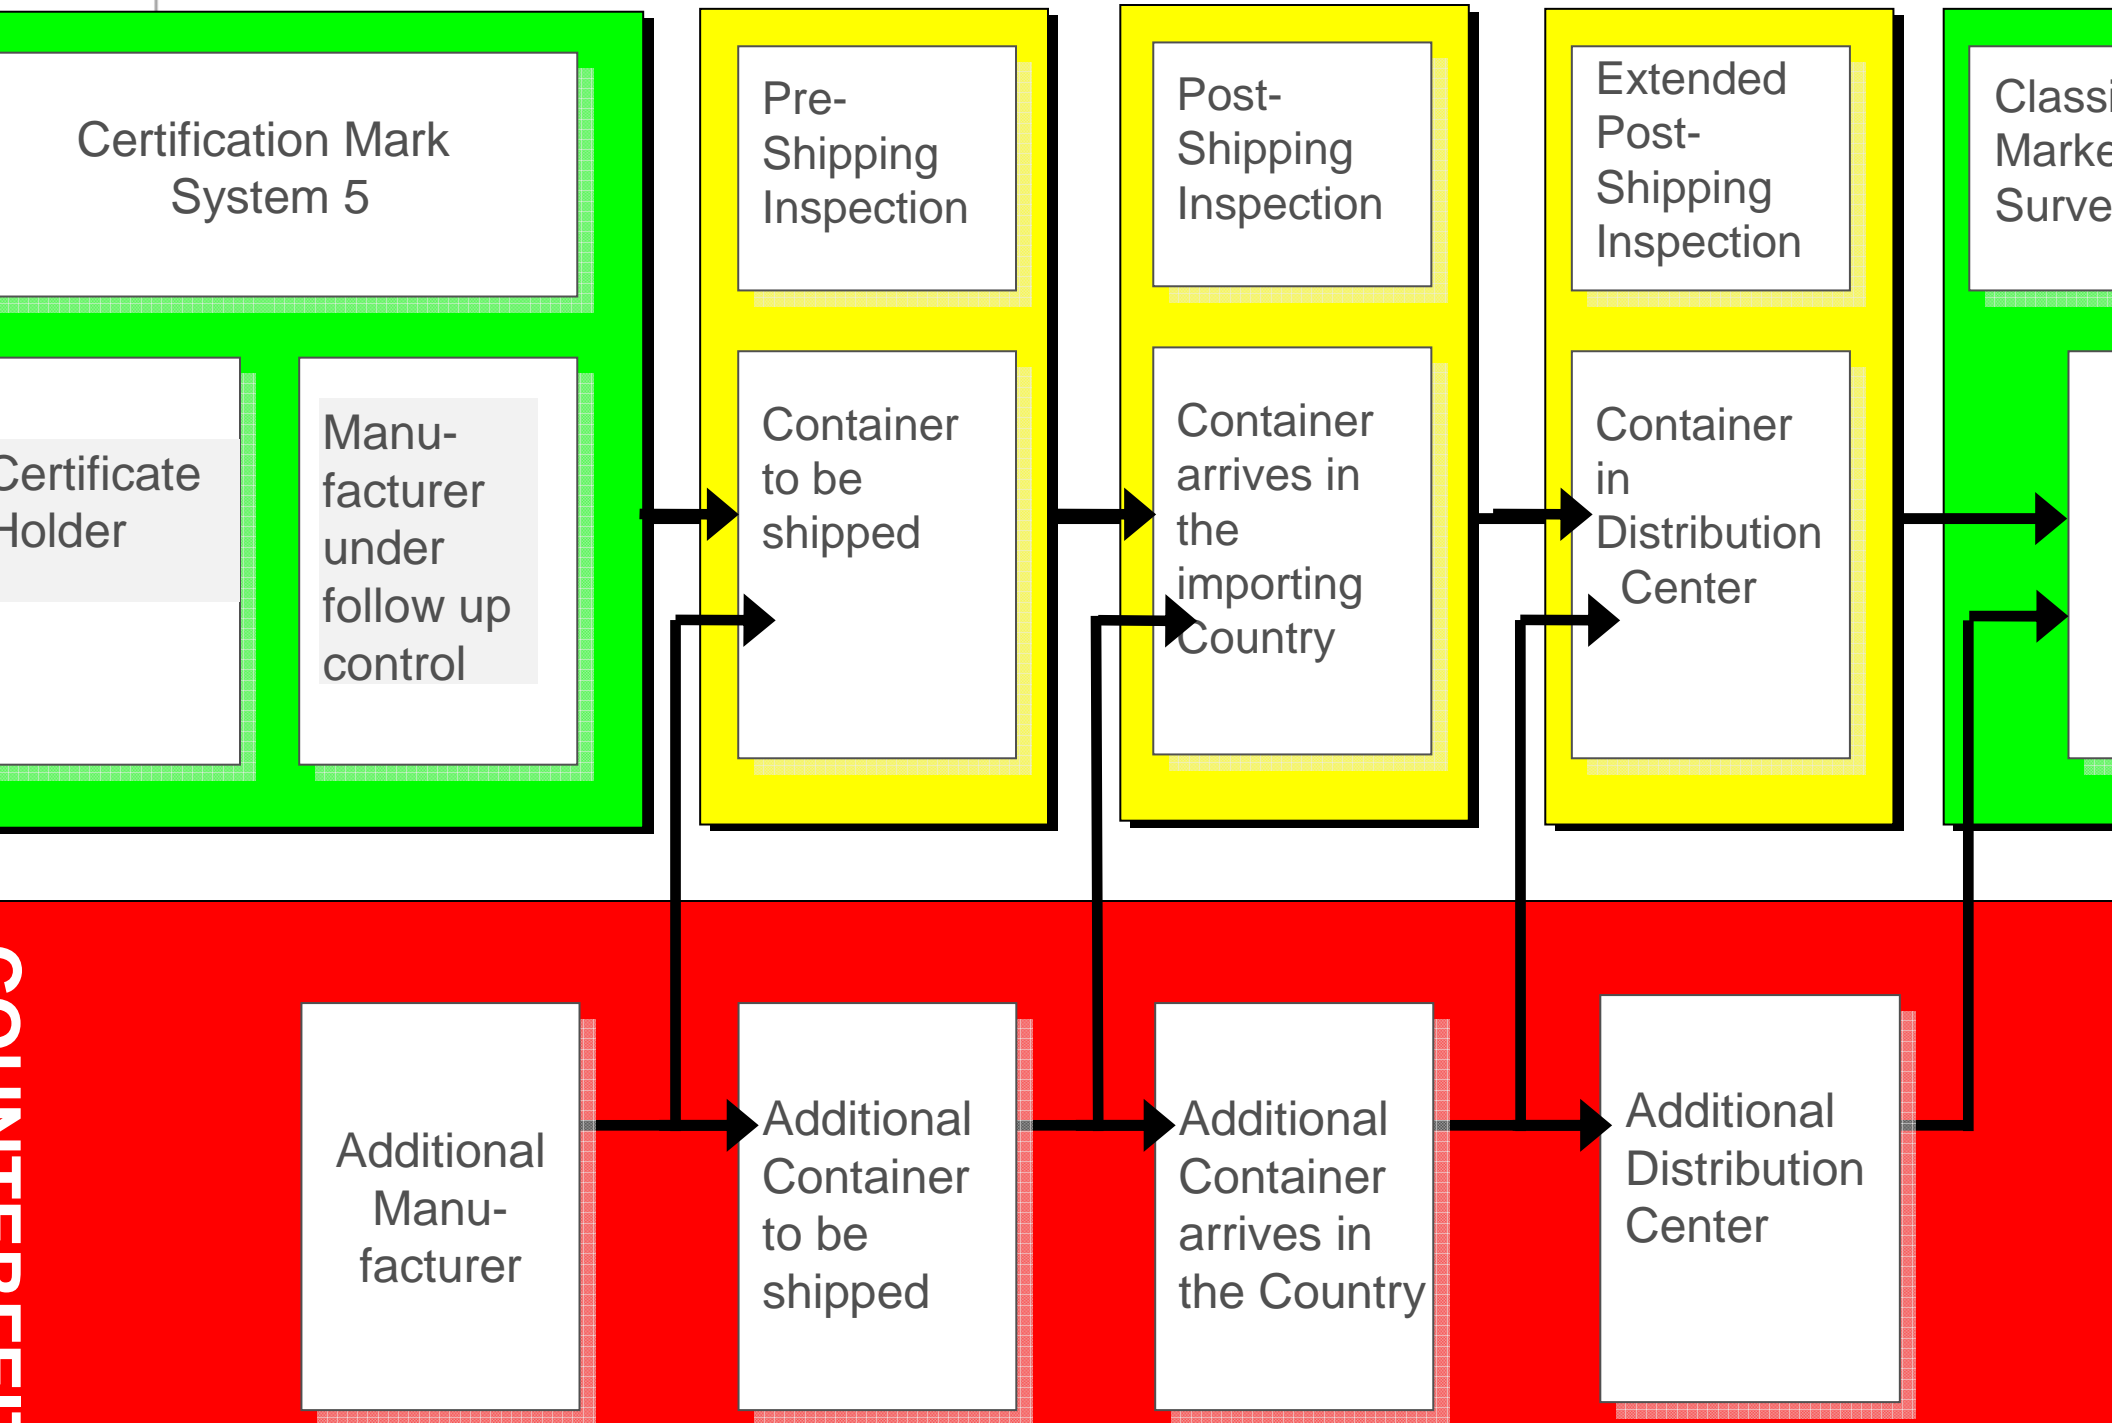 Certification Mark
System 5
Pre-
Shipping
Inspection
Post-
Shipping
Inspection
Extended
Post-
Shipping
Inspection
Certificate
Holder
Manu-
facturer
under
follow up
control
Container
to be
shipped
Container
arrives in
the
importing
Country
Container
in
Distribution
Center
Additional
Manu-
facturer
Additional
Container
to be
shipped
Additional
Container
arrives in
the Country
Additional
Distribution
Center